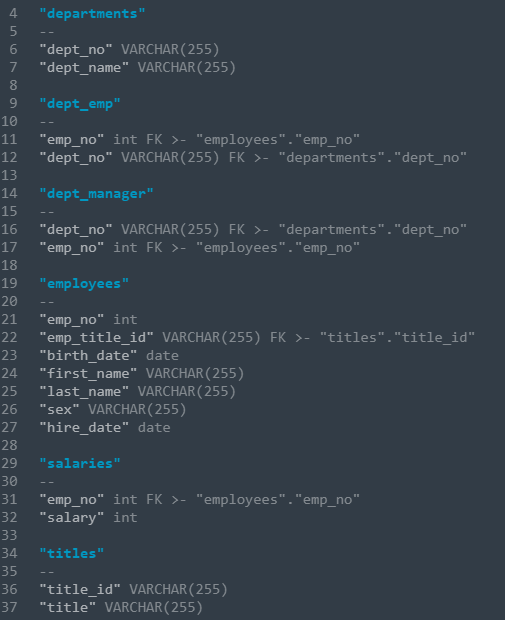 4 "departments"
5 --
6 "dept_no" VARCHAR(255)
7 "dept_name" VARCHAR(255)
8
9 "dept_emp"
10 --
11 "emp_no" int FK >- "employees"."emp_no"
12 "dept_no" VARCHAR(255) FK >- "departments"."dept_no"
13
14 "dept_manager"
15 --
16 "dept_no" VARCHAR(255) FK >- "departments"."dept_no"
17 "emp_no" int FK >- "employees"."emp_no"
18
19 "employees"
20 --
21 "emp_no" int
22 "emp_title_id" VARCHAR(255) FK >- "titles"."title_id"
23 "birth_date" date
24 "first_name" VARCHAR(255)
25 "last_name" VARCHAR(255)
26 "sex" VARCHAR(255)
27 "hire_date" date
28
29 "salaries"
30 --
31 "emp_no" int FK >- "employees"."emp_no"
32 "salary" int
33
34 "titles"
35 --
36 "title_id" VARCHAR(255)
37 "title" VARCHAR(255)